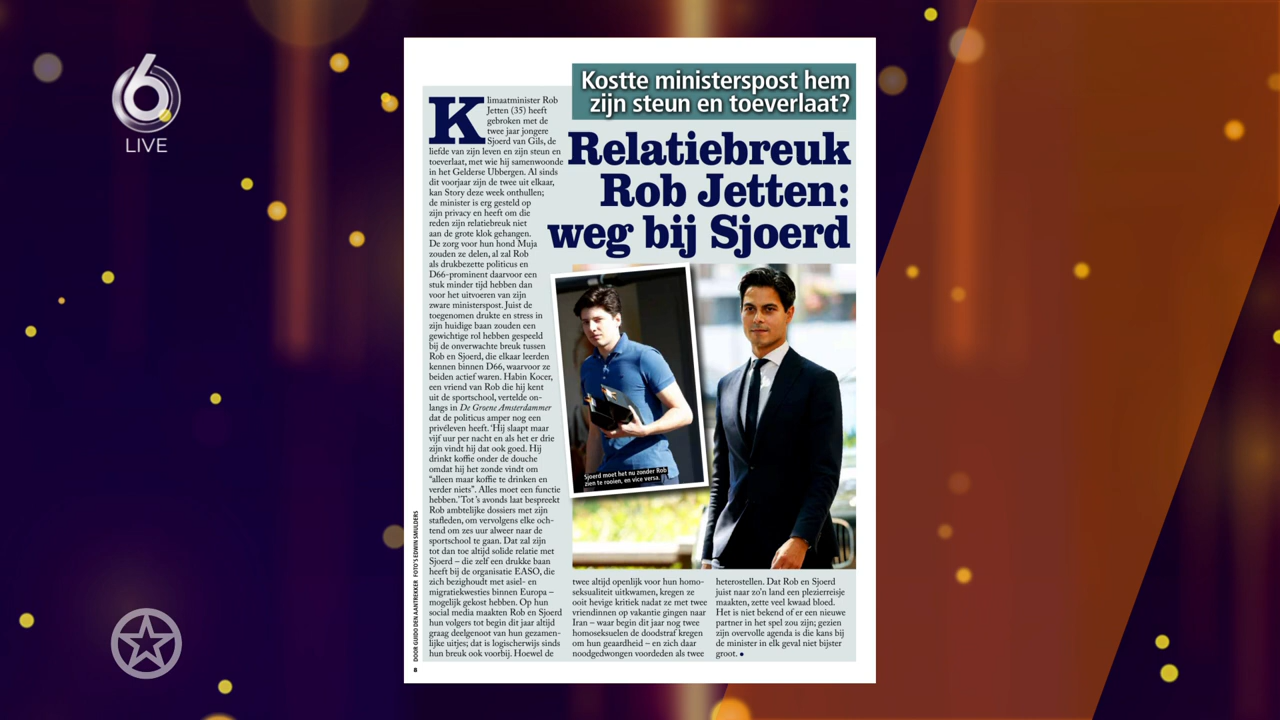 6
LIVE
Kostte ministerspost hem
zijn steun en toeverlaat?
Relatiebreuk
Rob Jetten:
weg bij Sjoerd
Klimaatminister Rob
Jetten (35) heeft
gebroken met de
twee jaar jongere
Sjoerd van Gils, de
liefde van zijn leven en zijn steun en
toeverlaat, met wie hij samenwoonde
in het Gelderse Ubbergen. Al sinds
dit voorjaar zijn de twee uit elkaar,
kan Story deze week onthullen;
de minister is erg gesteld op
zijn privacy en heeft om die
reden zijn relatiebreuk niet
aan de grote klok gehangen.
De zorg voor hun hond Muja
zouden ze delen, al zal Rob
als drukbezette politicus en
D66-prominent daarvoor een
stuk minder tijd hebben dan
voor het uitvoeren van zijn
zware ministerspost. Juist de
toegenomen drukte en stress in
zijn huidige baan zouden een
gewichtige rol hebben gespeeld
bij de onverwachte breuk tussen
Rob en Sjoerd, die elkaar leerden
kennen binnen D66, waarvoor ze
beiden actief waren. Habin Kocer,
een vriend van Rob die hij kent
uit de sportschool, vertelde on-
langs in De Groene Amsterdammer
dat de politicus amper nog een
privéleven heeft. ‘Hij slaapt maar
vijf uur per nacht en als het er drie
zijn vindt hij dat ook goed. Hij
drinkt koffie onder de douche
omdat hij het zonde vindt om
“alleen maar koffie te drinken en
verder niets”. Alles moet een functie
hebben.’ Tot ’s avonds laat bespreekt
Rob ambtelijke dossiers met zijn
stafleden, om vervolgens elke och-
tend om zes uur alweer naar de
sportschool te gaan. Dat zal zijn
tot dan toe altijd solide relatie met
Sjoerd – die zelf een drukke baan
heeft bij de organisatie EASO, die
zich bezighoudt met asiel- en
migratiekwesties binnen Europa –
mogelijk gekost hebben. Op hun
social media maakten Rob en Sjoerd
hun volgers tot begin dit jaar altijd
graag deelgenoot van hun gezamen-
lijke uitjes; dat is logischerwijs sinds
hun breuk ook voorbij. Hoewel de
Sjoerd moet het nu zonder Rob
zien te rooien, en vice versa.
twee altijd openlijk voor hun homo-
seksualiteit uitkwamen, kregen ze
ooit hevige kritiek nadat ze met twee
vriendinnen op vakantie gingen naar
Iran – waar begin dit jaar nog twee
homoseksuelen de doodstraf kregen
om hun geaardheid – en zich daar
noodgedwongen voordeden als twee
heterostellen. Dat Rob en Sjoerd
juist naar zo’n land een plezierreisje
maakten, zette veel kwaad bloed.
Het is niet bekend of er een nieuwe
partner in het spel zou zijn; gezien
zijn overvolle agenda is die kans bij
de minister in elk geval niet bijster
groot. •
DOOR GUIDO DEN AANTREKKER FOTO’S EDWIN SMULDERS
8